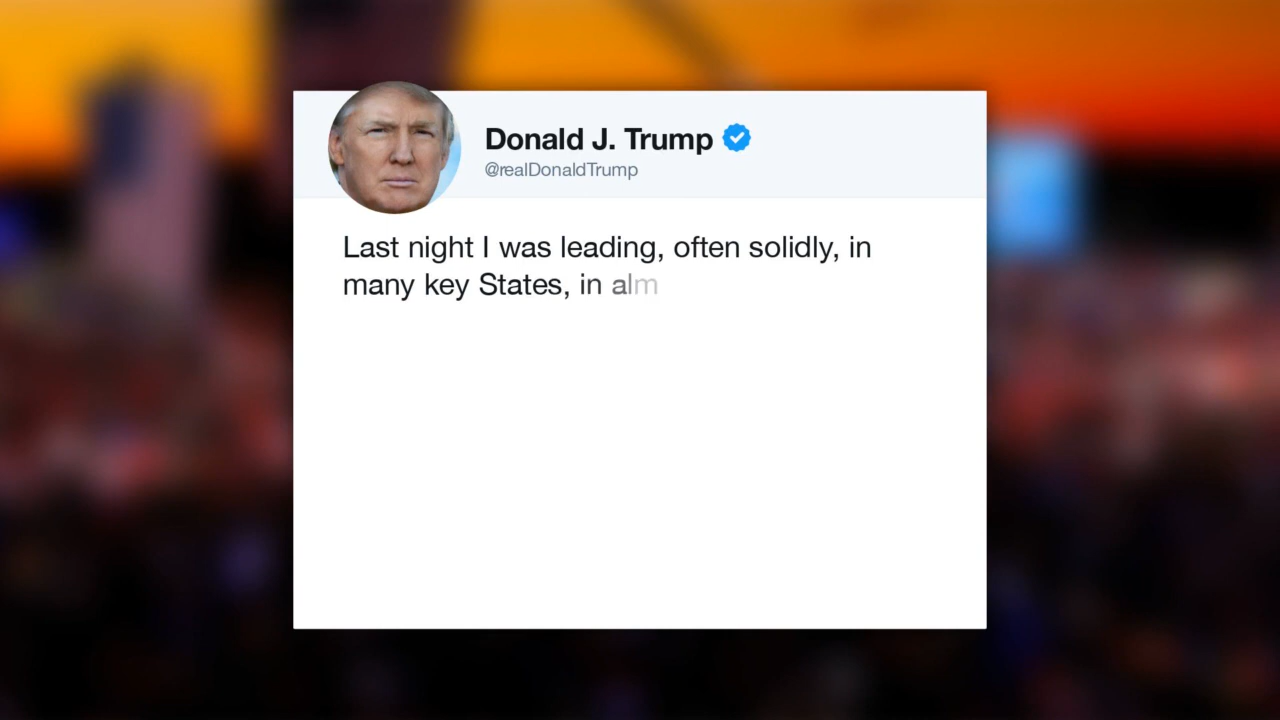 Donald J. Trump
@realDonaldTrump
Last night I was leading, often solidly, in
many key States, in alm